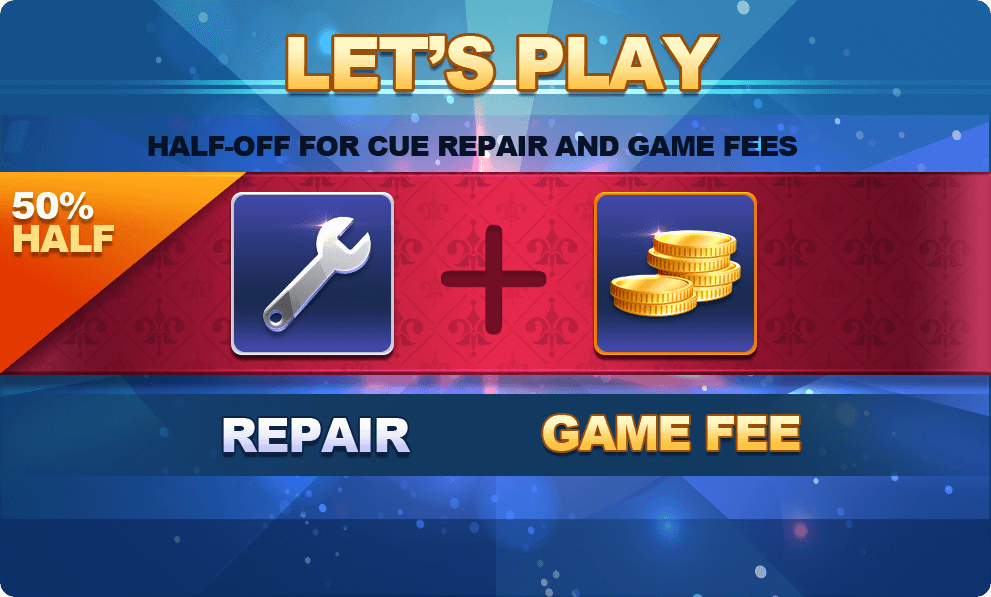 LET'S PLAY
HALF-OFF FOR CUE REPAIR AND GAME FEES
50%
HALF
REPAIR
GAME FEE